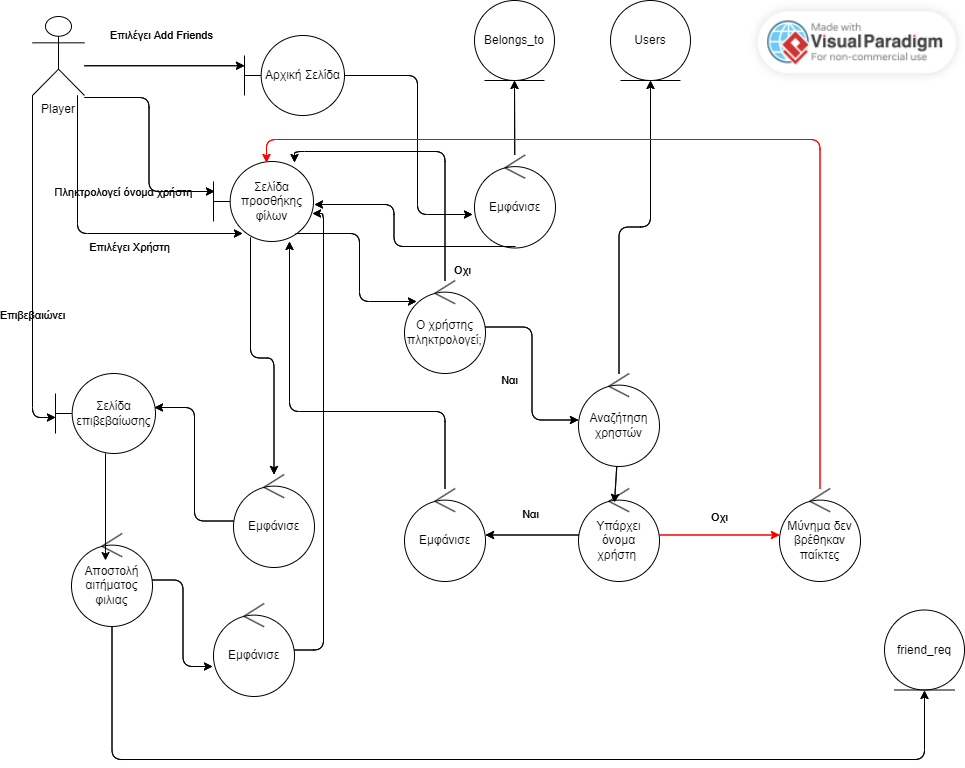 Επιλέγει Add Friends
Belongs_to
Users
Made with
Visual Paradigm
For non-commercial use
Αρχική Σελίδα
Player
Πληκτρολογεί όνομα χρήστη
Σελίδα
προσθήκης
φίλων
Εμφάνισε
Επιλέγει Χρήστη
Οχι
Επιβεβαιώνει
Ο χρήστης
πληκτρολογεί;
Ναι
Σελίδα
επιβεβαίωσης
Αναζήτηση
χρηστών
Εμφάνισε
Εμφάνισε
Ναι
Υπάρχει
όνομα
χρήστη
Οχι
Μύνημα δεν
βρέθηκαν
παίκτες
Αποστολή
αιτήματος
φιλιας
Εμφάνισε
friend_req